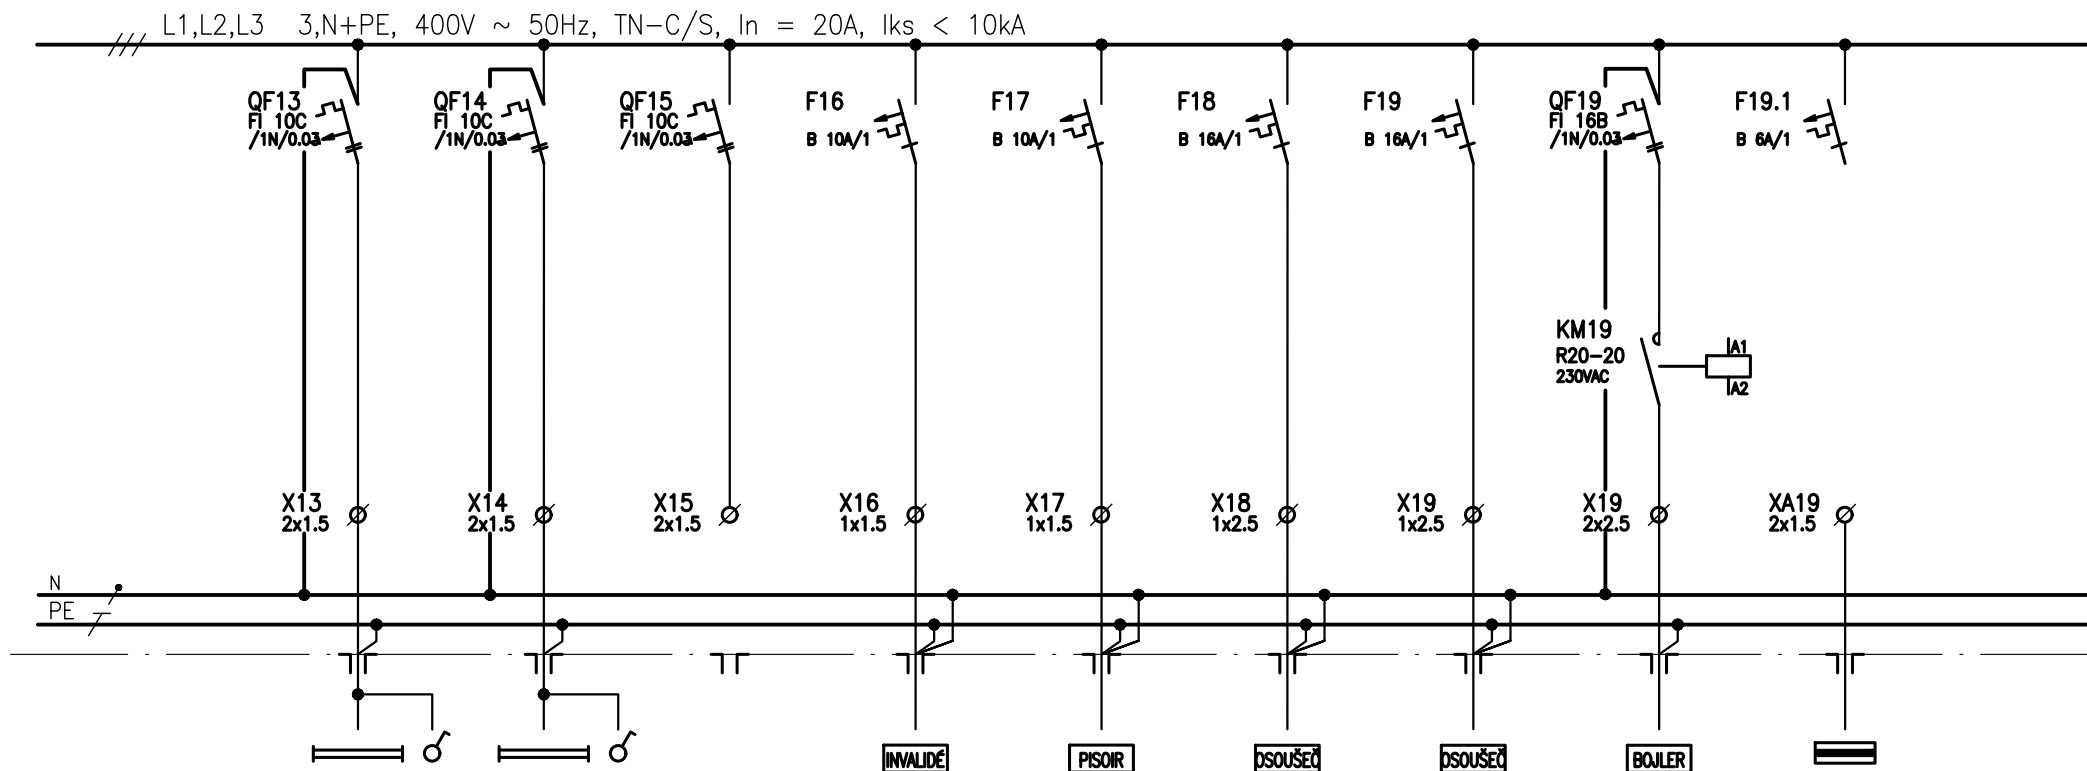 L1,L2,L3 3,N+PE, 400V ~ 50Hz, TN-C/S, In = 20A, Iks < 10kA
QF13
FI 10C
/1N/0.03
QF14
FI 10C
/1N/0.03
QF15
FI 10C
/1N/0.03
F16
B 10A/1
F17
B 10A/1
F18
B 16A/1
F19
B 16A/1
QF19
FI 16B
/1N/0.03
F19.1
B 6A/1
KM19
R20-20
230VAC
A1
A2
X13
2x1.5
X14
2x1.5
X15
2x1.5
X16
1x1.5
X17
1x1.5
X18
1x2.5
X19
1x2.5
X19
2x2.5
XA19
2x1.5
N
PE
INVALIDÉ
PISOIR
OSOUŠEČ
OSOUŠEČ
BOJLER